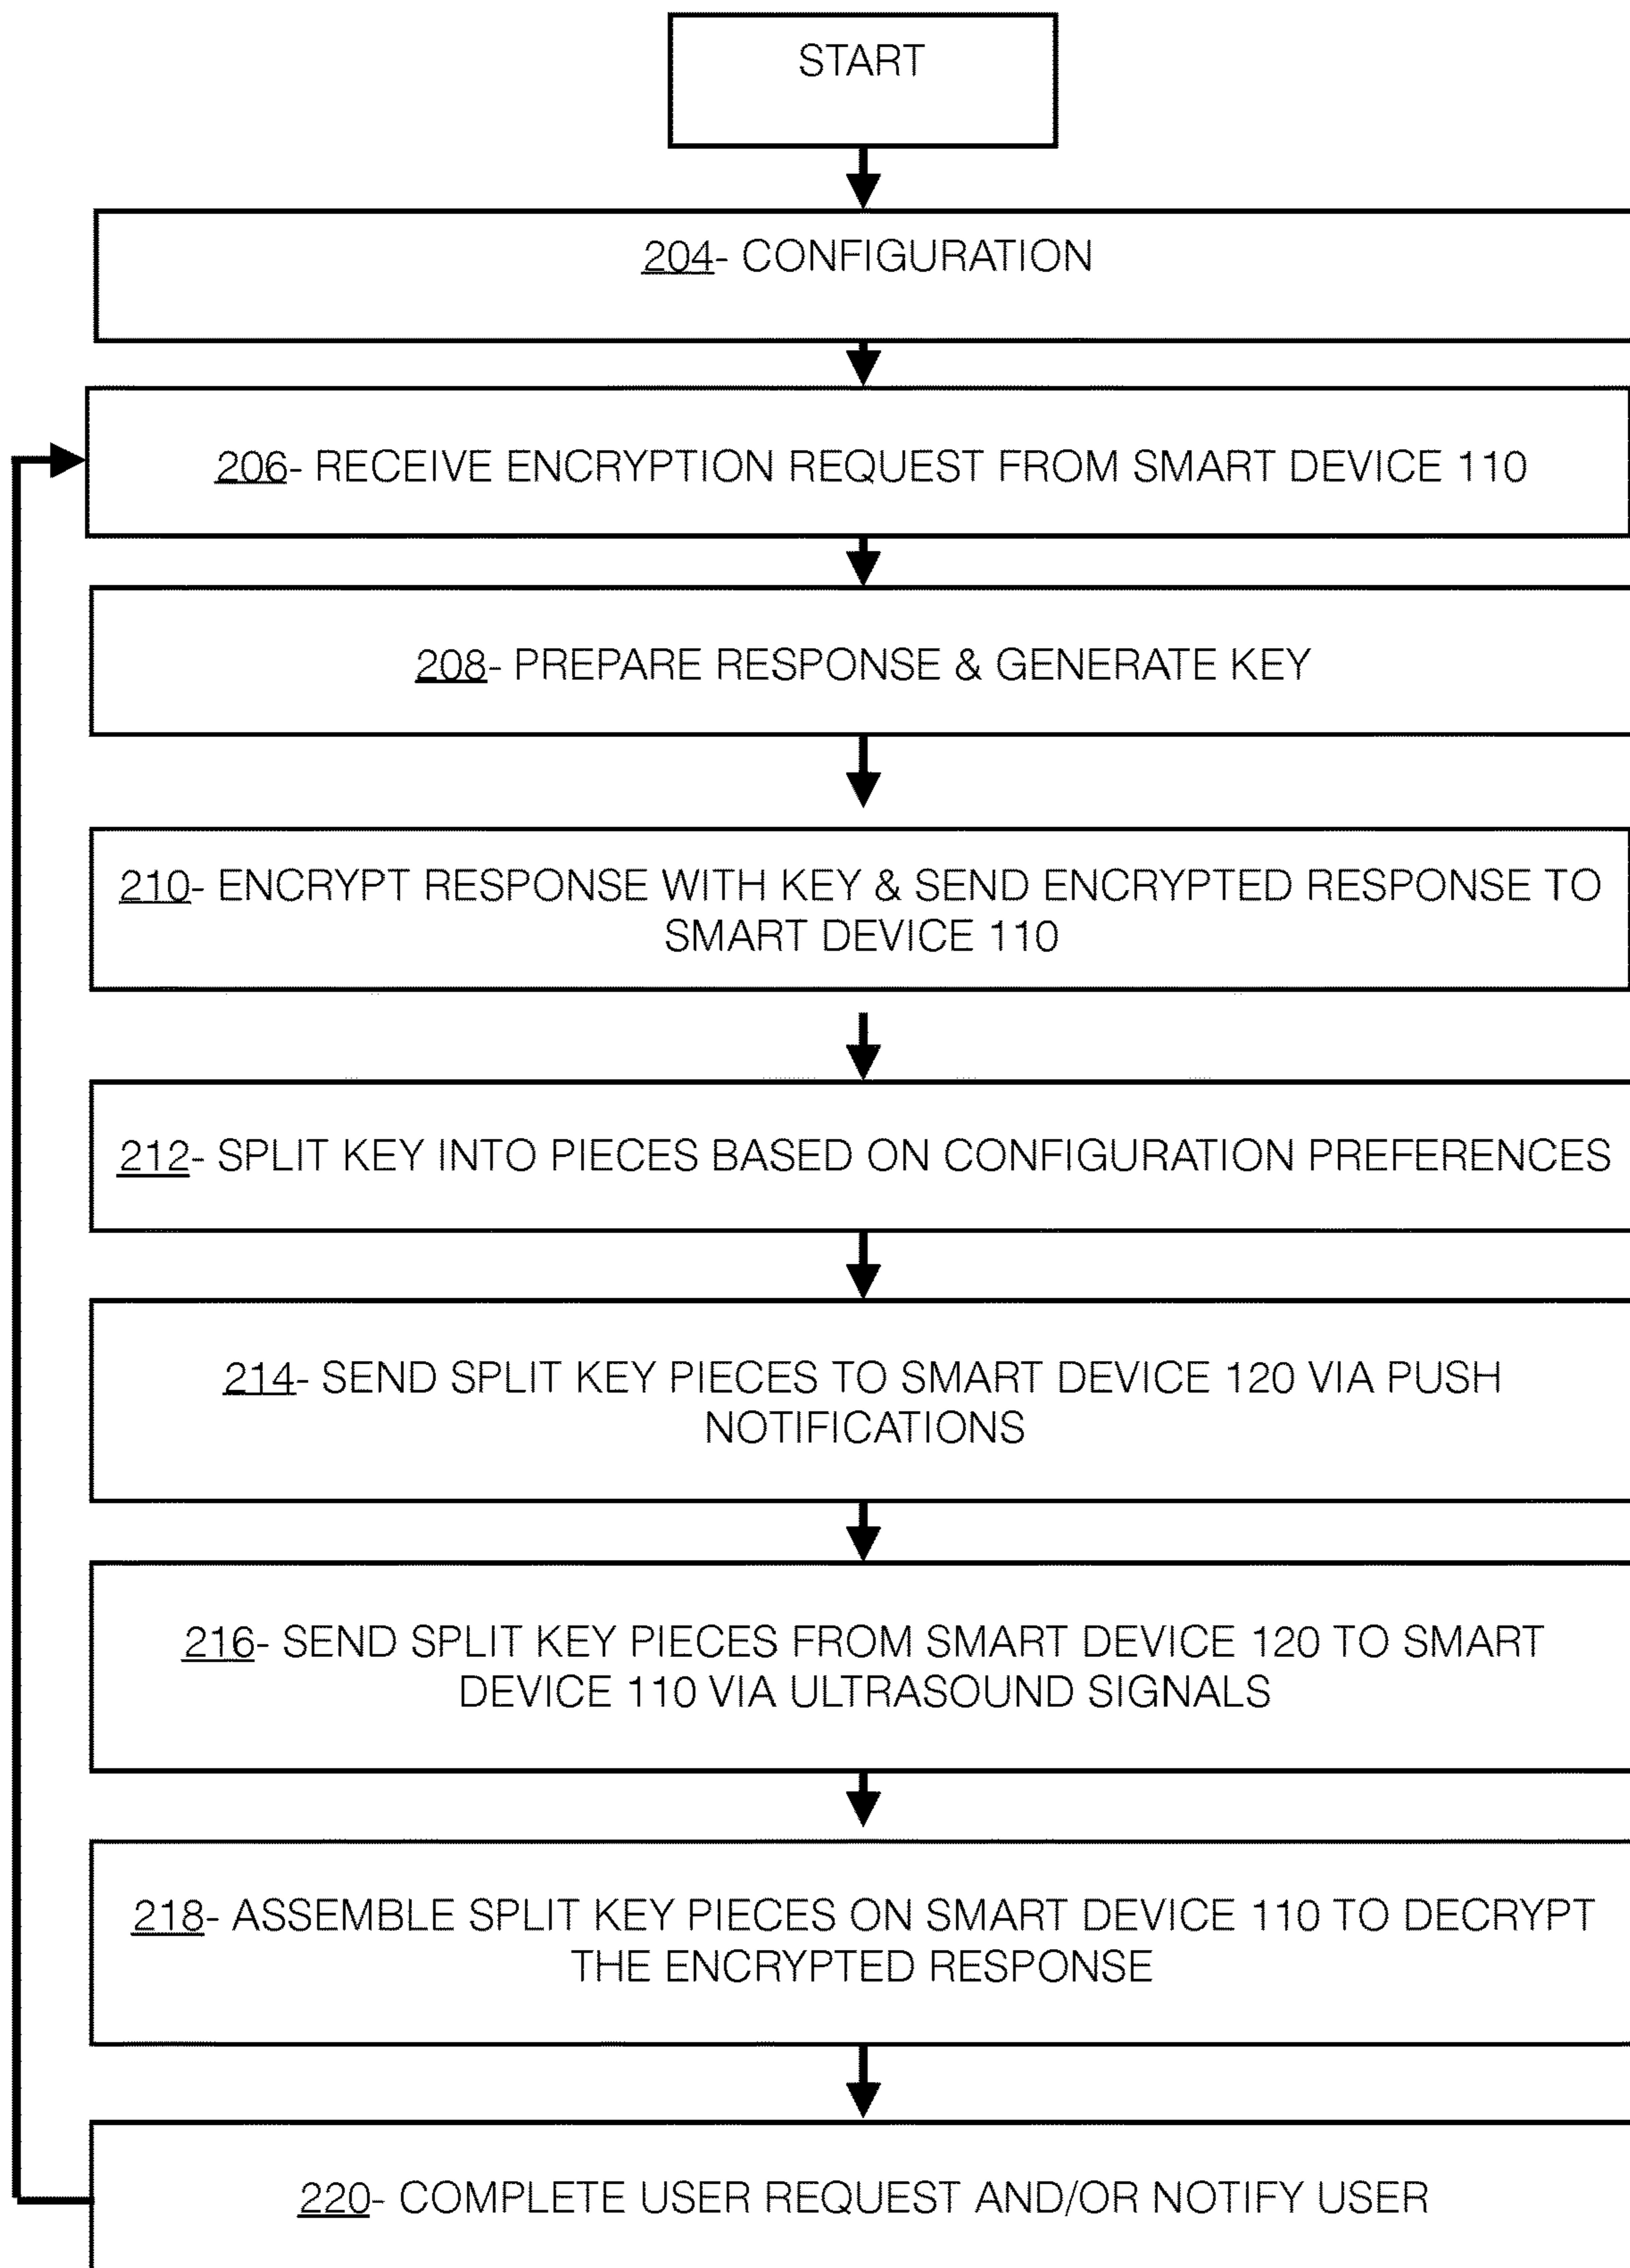 START
204- CONFIGURATION
206- RECEIVE ENCRYPTION REQUEST FROM SMART DEVICE 110
208- PREPARE RESPONSE & GENERATE KEY
210- ENCRYPT RESPONSE WITH KEY & SEND ENCRYPTED RESPONSE TO
SMART DEVICE 110
212- SPLIT KEY INTO PIECES BASED ON CONFIGURATION PREFERENCES
214- SEND SPLIT KEY PIECES TO SMART DEVICE 120 VIA PUSH
NOTIFICATIONS
216- SEND SPLIT KEY PIECES FROM SMART DEVICE 120 TO SMART
DEVICE 110 VIA ULTRASOUND SIGNALS
218- ASSEMBLE SPLIT KEY PIECES ON SMART DEVICE 110 TO DECRYPT
THE ENCRYPTED RESPONSE
220- COMPLETE USER REQUEST AND/OR NOTIFY USER